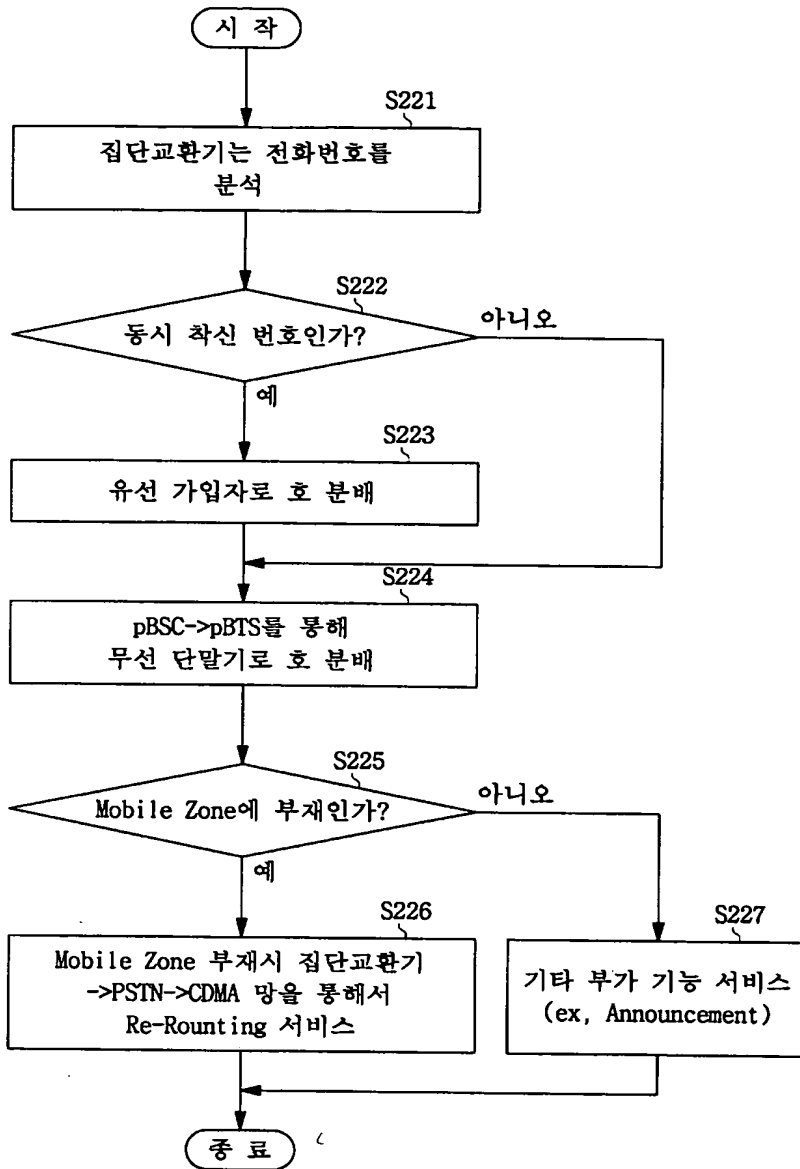 시 작
S221
집단교환기는 전화번호를
분석
S222
동시 착신 번호인가?
아니오
예
S223
유선 가입자로 호 분배
S224
pBSC->pBTS를 통해
무선 단말기로 호 분배
S225
Mobile Zone에 부재인가?
아니오
예
S226
Mobile Zone 부재시 집단교환기
->PSTN->CDMA 망을 통해서
Re-Rounting 서비스
S227
기타 부가 기능 서비스
(ex, Announcement)
종 료